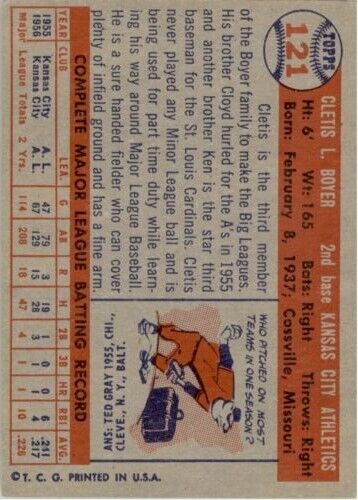 TOPPS
121
CLETIS L. BOYER 2nd base KANSAS CITY ATHLETICS
Ht: 6' Wt: 165 Bats: Right Throws: Right
Born: February 8, 1937; Cossville, Missouri
Cletis is the third member
of the Boyer family to make the Big Leagues.
His brother Cloyd hurled for the A's in 1955
and another brother Ken is the star third
baseman for the St. Louis Cardinals. Cletis
never played any Minor League ball and has
been used for part time duty while learn-
ing his way around Major League Baseball.
He is a sure handed fielder who can cover
plenty of infield ground and has a fine arm.
WHO PITCHED ON MOST
TEAMS IN ONE SEASON?
ANS: TED GRAY 1955 (CHI.,
CLEVE., N.Y., BALT.
COMPLETE MAJOR LEAGUE BATTING RECORD
YEAR CLUB LEA. G AB R H 2B 3B HR RBI AVG.
1955 Kansas City A. L. 47 79 3 19 1 0 0 6 .241
1956 Kansas City A. L. 67 129 15 28 3 1 1 4 .217
Major League Totals 2 Yrs. 114 208 18 47 4 1 1 10 .226
© T. C. G. PRINTED IN U.S.A.